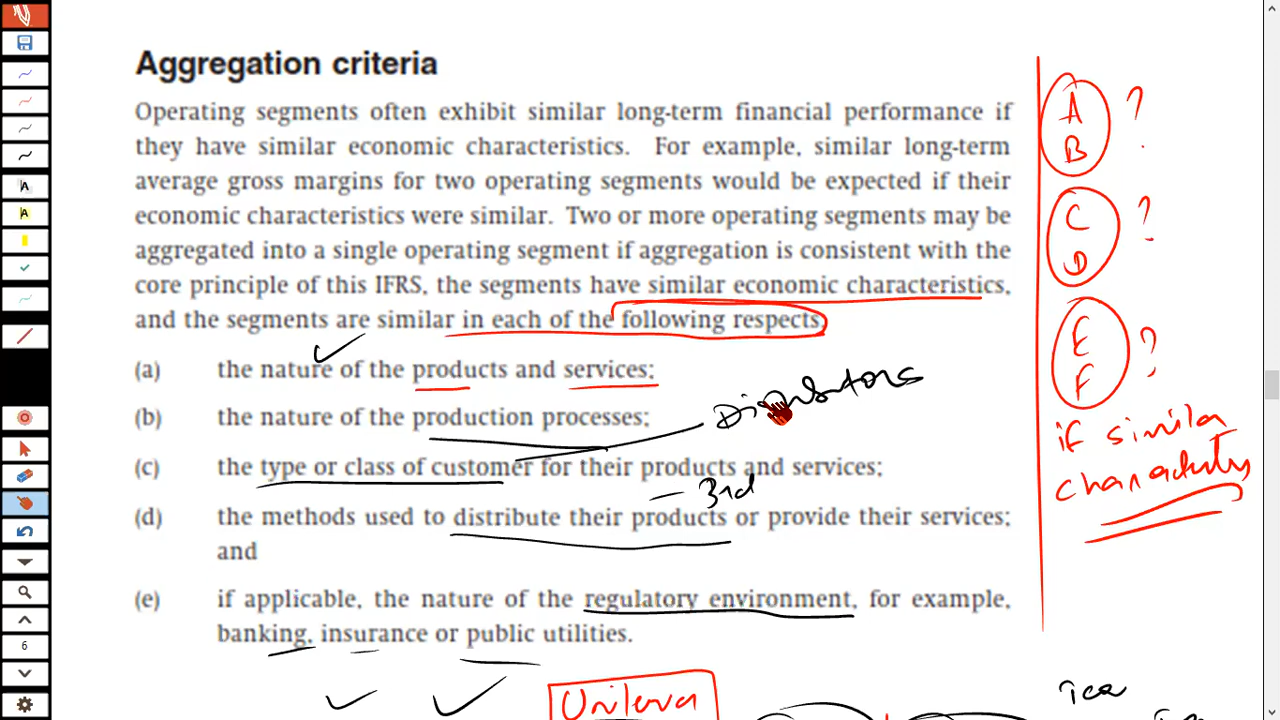 Aggregation criteria
Operating segments often exhibit similar long-term financial performance if
they have similar economic characteristics. For example, similar long-term
average gross margins for two operating segments would be expected if their
economic characteristics were similar. Two or more operating segments may be
aggregated into a single operating segment if aggregation is consistent with the
core principle of this IFRS, the segments have similar economic characteristics,
and the segments are similar in each of the following respects:
(a) the nature of the products and services;
Distributors
(b) the nature of the production processes;
(c) the type or class of customer for their products and services;
— 3rd
(d) the methods used to distribute their products or provide their services;
and
(e) if applicable, the nature of the regulatory environment, for example,
banking, insurance or public utilities.
A ?
B
C ?
D
E ?
F
if similar
Tea
A
A
6